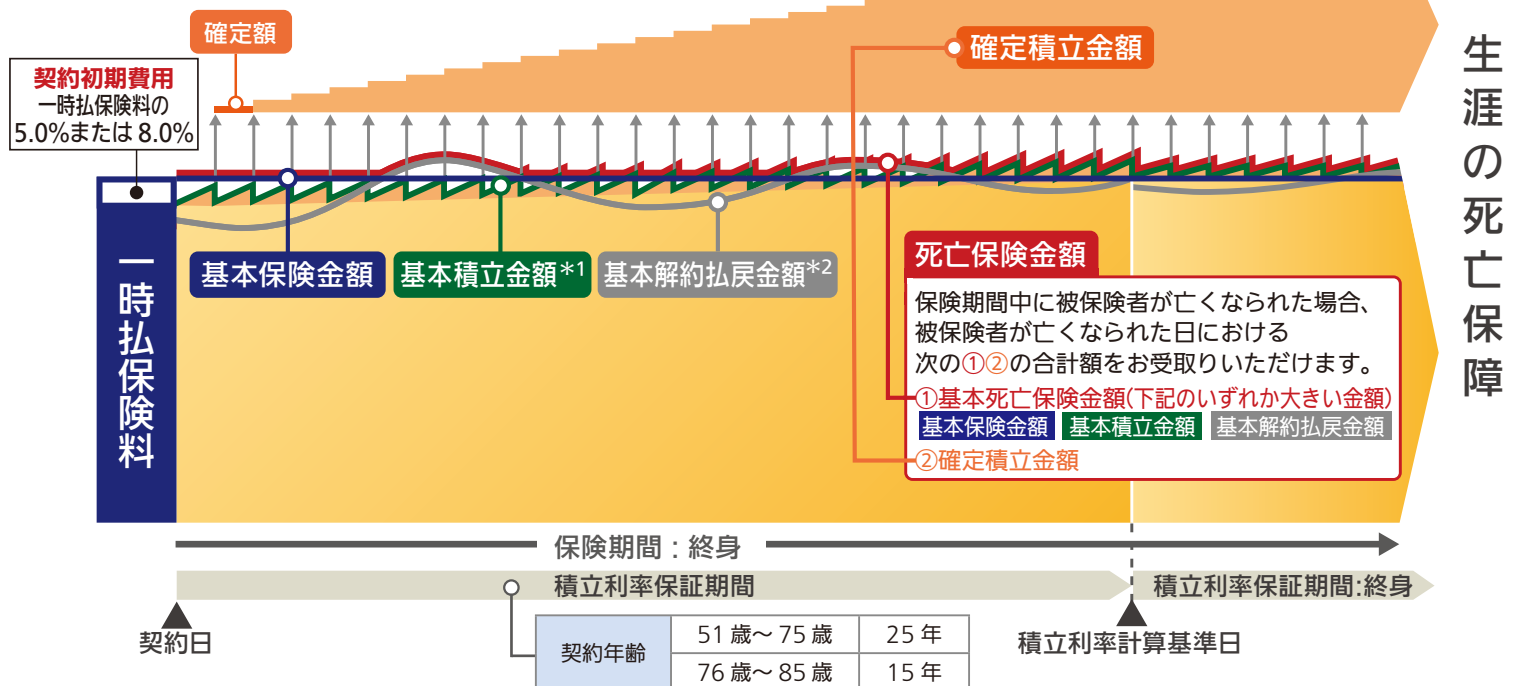 確定額
確定積立金額
契約初期費用
一時払保険料の
5.0%または 8.0%
一時払保険料
基本保険金額
基本積立金額*1
基本解約払戻金額*2
死亡保険金額
保険期間中に被保険者が亡くなられた場合、
被保険者が亡くなられた日における
次の①②の合計額をお受取りいただけます。
①基本死亡保険金額(下記のいずれか大きい金額)
基本保険金額 基本積立金額 基本解約払戻金額
②確定積立金額
生涯の死亡保障
保険期間：終身
積立利率保証期間
積立利率保証期間:終身
契約日
積立利率計算基準日
契約年齢
51 歳～ 75 歳 25 年
76 歳～ 85 歳 15 年